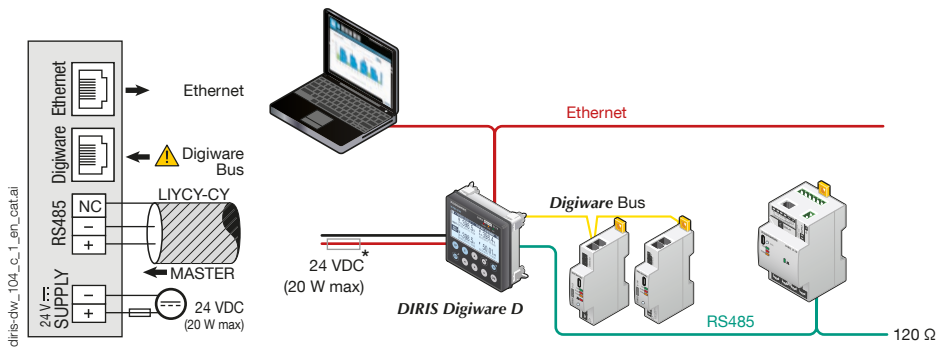 diris-dw_104_c_1_en_cat.ai
Ethernet
Ethernet
Digiware
Digiware
Bus
RS485
NC
–
+
LIYCY-CY
MASTER
24 V
SUPPLY
–
+
24 VDC
(20 W max)
Ethernet
Digiware Bus
*
24 VDC
(20 W max)
DIRIS Digiware D
RS485
120 Ω